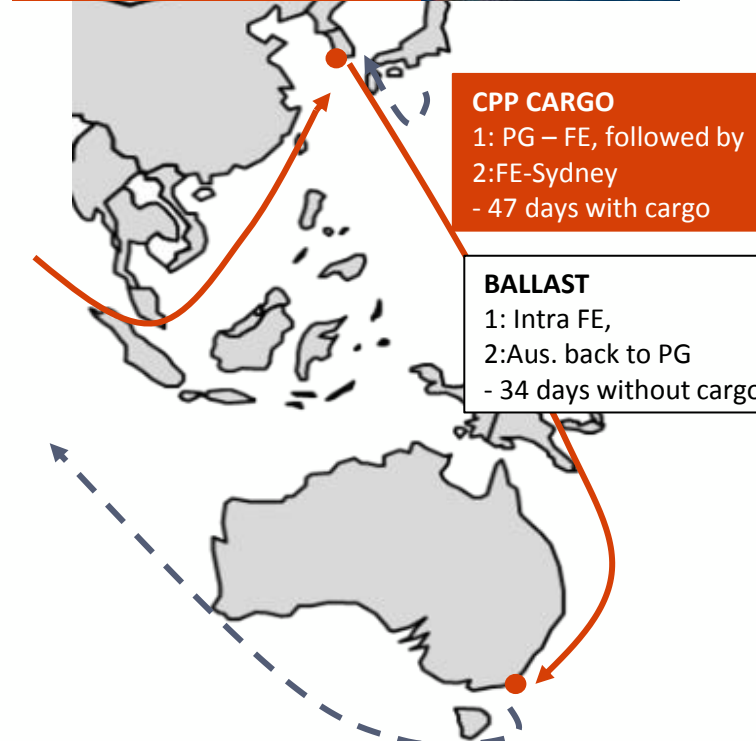 CPP CARGO
1: PG – FE, followed by
2:FE-Sydney
- 47 days with cargo
BALLAST
1: Intra FE,
2:Aus. back to PG
- 34 days without cargo